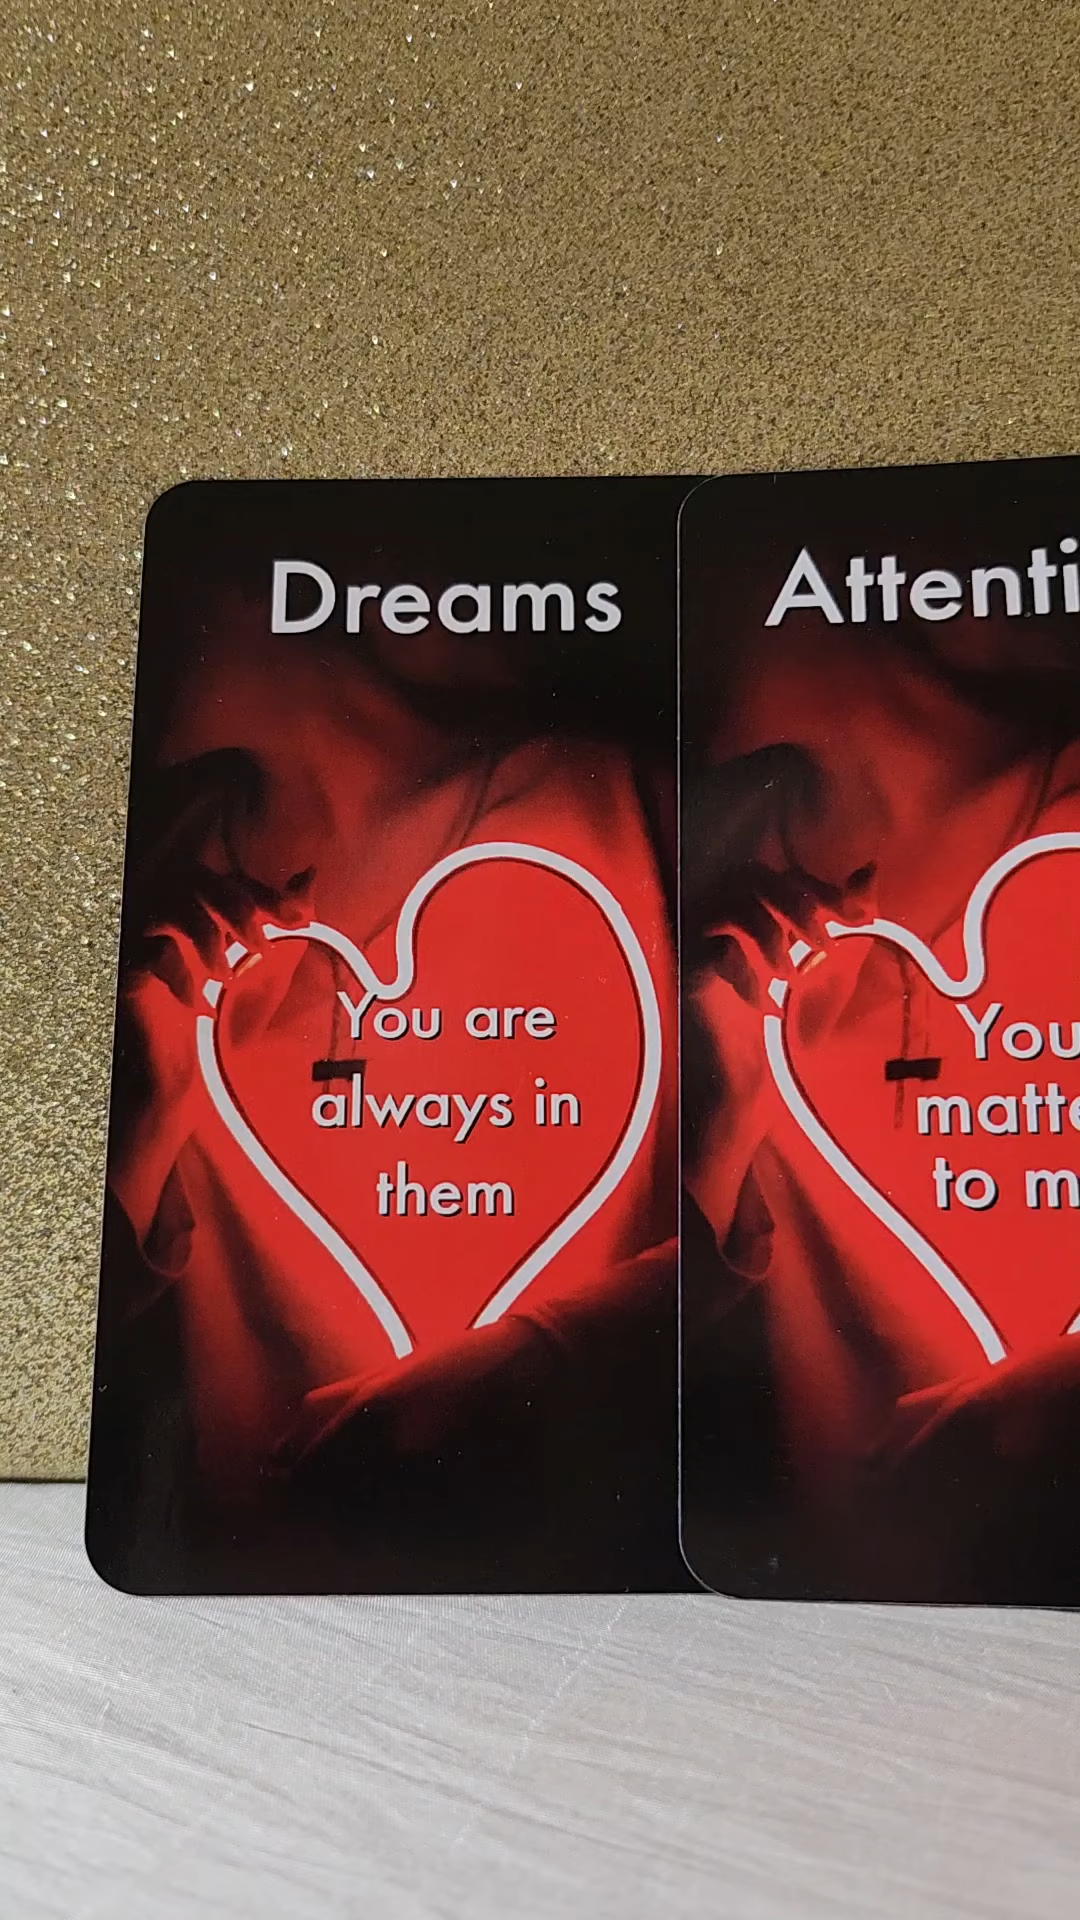 Dreams
You are
always in
them
Attenti
You
matte
to m